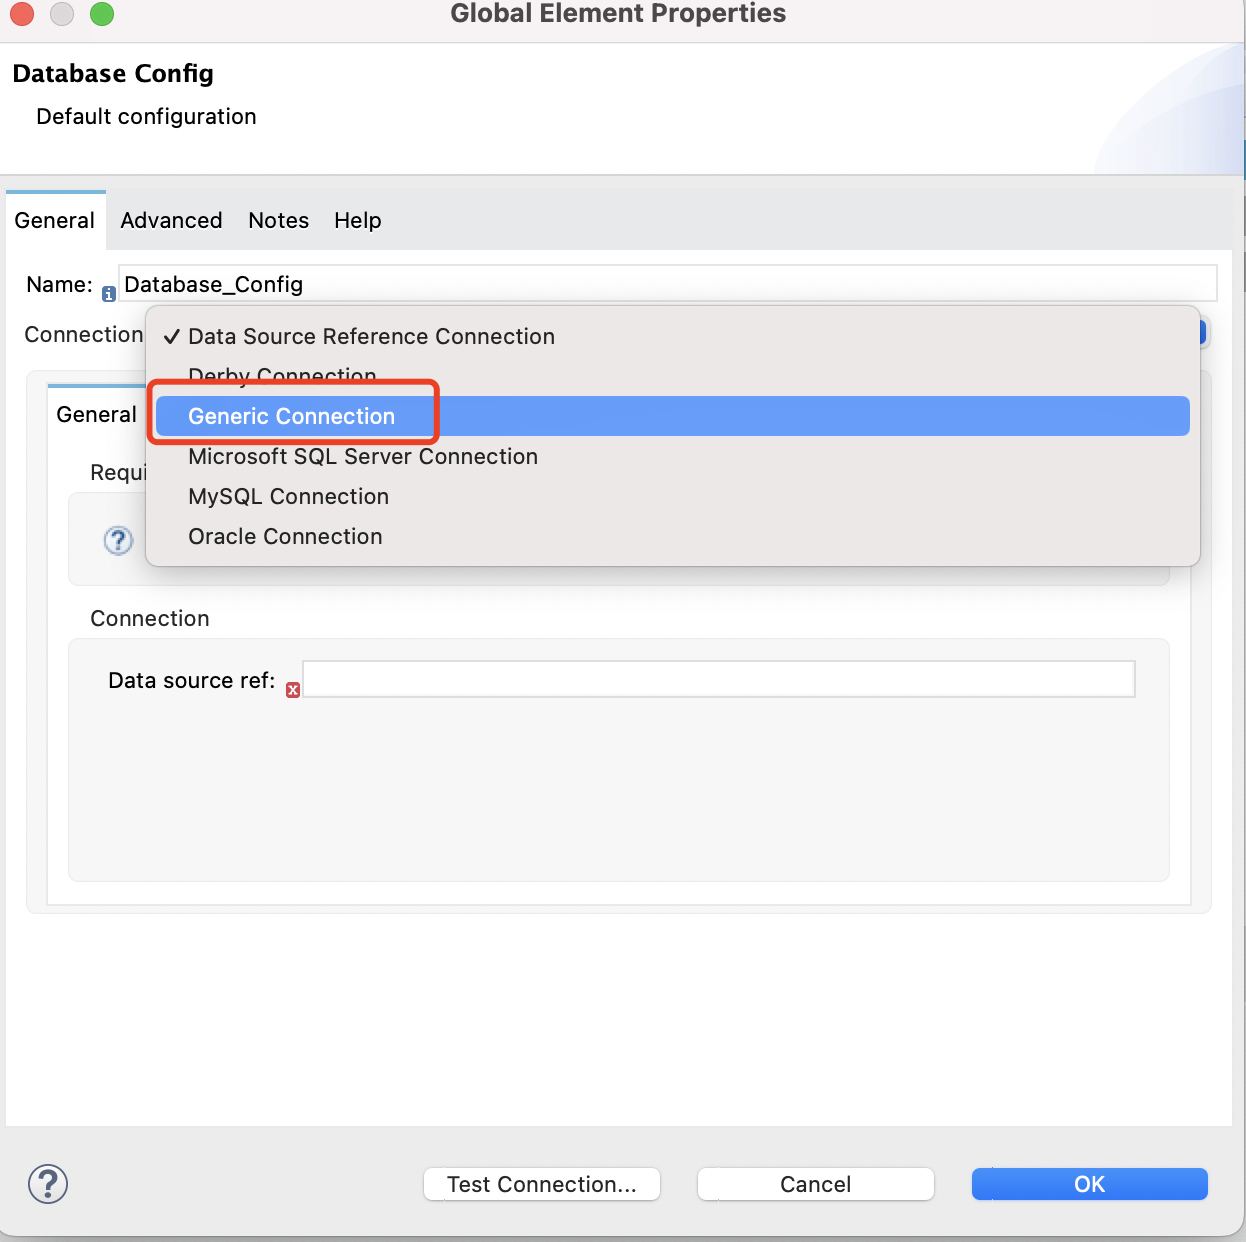 Global Element Properties
Database Config
Default configuration
General Advanced Notes Help
Name: Database_Config
Connection
✓ Data Source Reference Connection
Derby Connection
Generic Connection
Microsoft SQL Server Connection
MySQL Connection
Oracle Connection
General
Requi
Connection
Data source ref:
Test Connection... Cancel OK